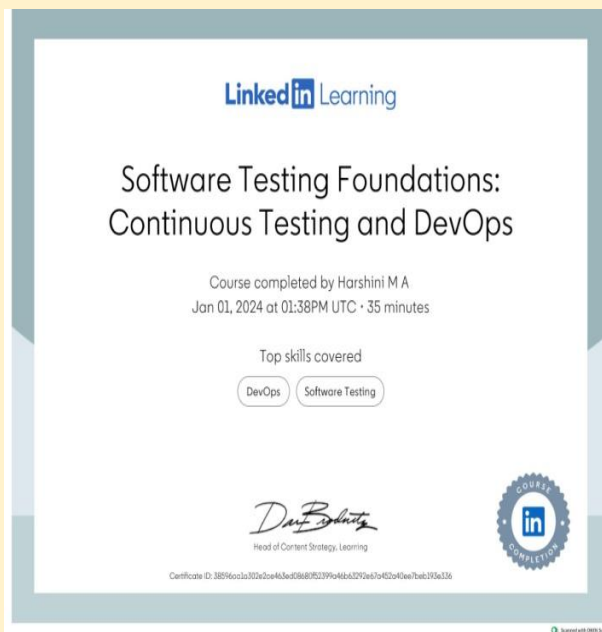 Linked in Learning
Software Testing Foundations:
Continuous Testing and DevOps
Course completed by Harshini M A
Jan 01, 2024 at 01:38PM UTC • 35 minutes
Top skills covered
DevOps
Software Testing
Head of Content Strategy, Learning
COURSE
in
COMPLETION
Certificate ID: